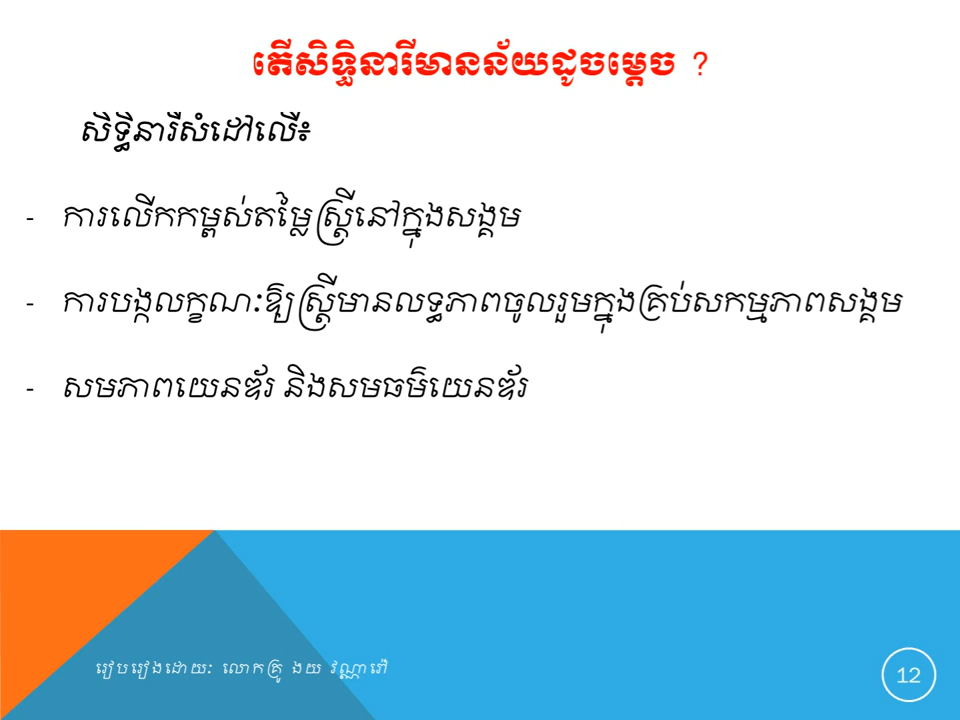 តើសិទ្ធិនារីមានន័យដូចម្ដេច ?
សិទ្ធិនារីសំដៅលើ៖
- ការលើកកម្ពស់តម្លៃស្ត្រីនៅក្នុងសង្គម
- ការបង្កលក្ខណៈឱ្យស្ត្រីមានលទ្ធភាពចូលរួមក្នុងគ្រប់សកម្មភាពសង្គម
- សមភាពយេនឌ័រ និងសមធម៌យេនឌ័រ
រៀបរៀងដោយៈ លោកគ្រូ ងយ វណ្ណារ៉ើ
12